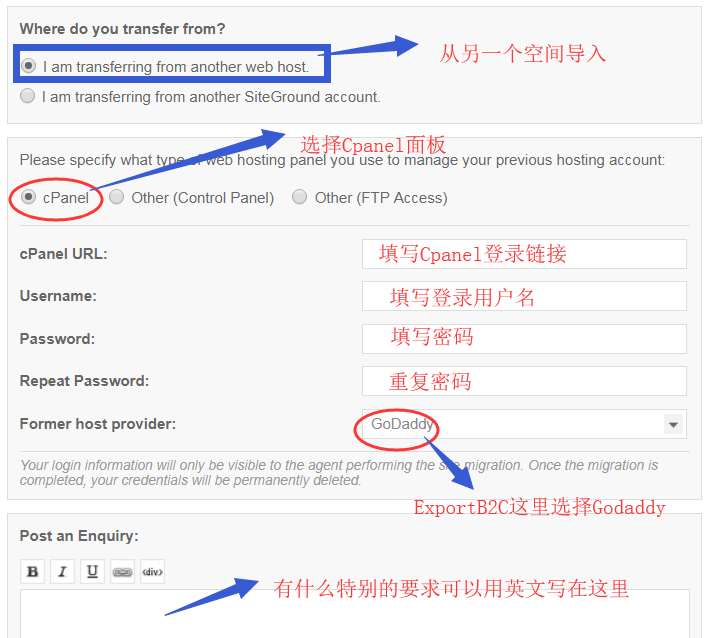 Where do you transfer from?
I am transferring from another web host.
从另一个空间导入
I am transferring from another SiteGround account.
选择Cpanel面板
Please specify what type of web hosting panel you use to manage your previous hosting account:
cPanel Other (Control Panel) Other (FTP Access)
cPanel URL: 填写Cpanel登录链接
Username: 填写登录用户名
Password: 填写密码
Repeat Password: 重复密码
Former host provider: GoDaddy
Your login information will only be visible to the agent performing the site migration. Once the migration is
completed, your credentials will be permanently deleted.
ExportB2C这里选择Godaddy
Post an Enquiry:
B I U <div>
有什么特别的要求可以用英文写在这里